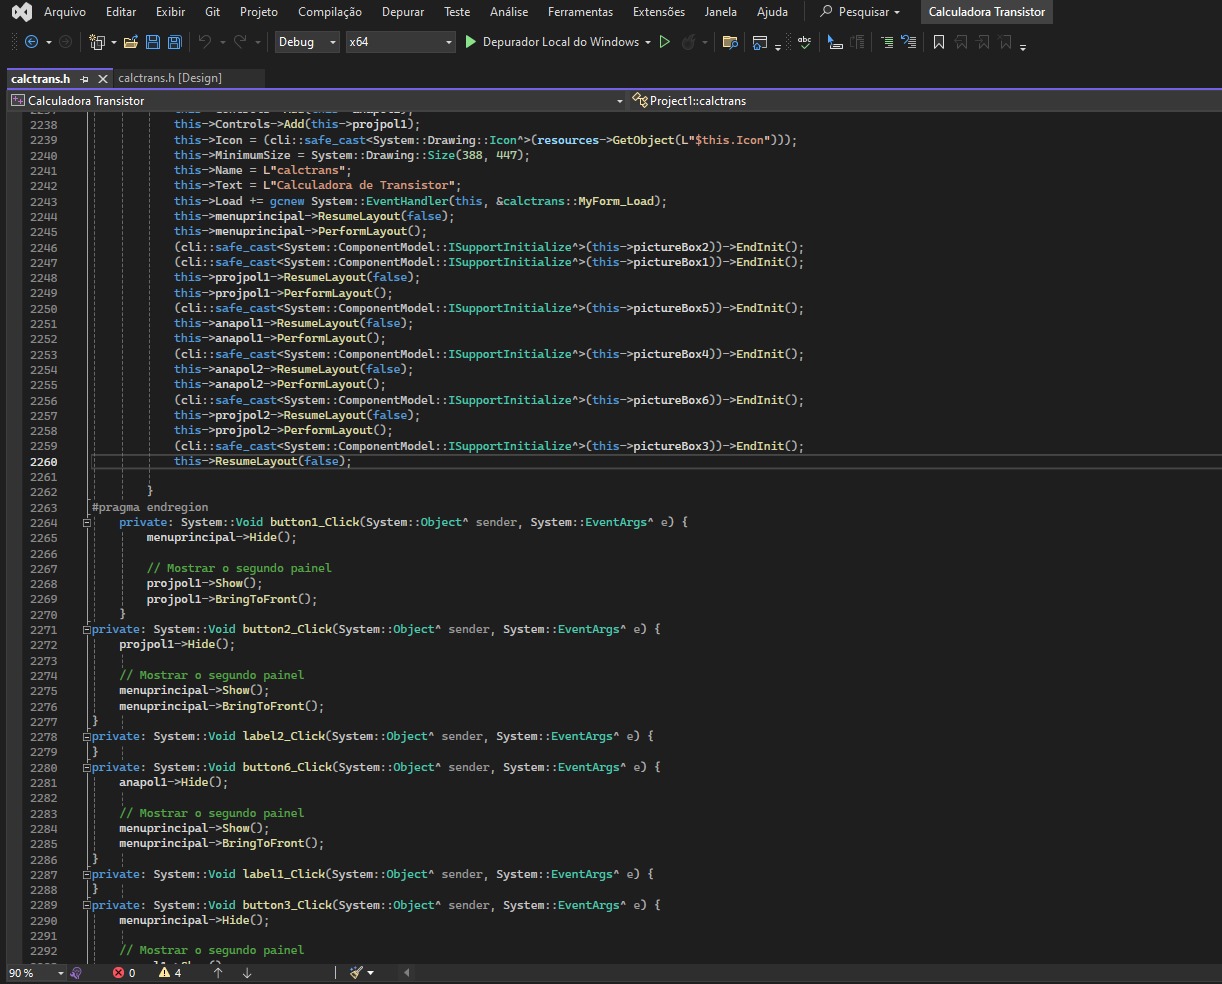 Arquivo Editar Exibir Git Projeto Compilação Depurar Teste Análise Ferramentas Extensões Janela Ajuda Pesquisar Calculadora Transistor
Debug x64 Depurador Local do Windows
calctrans.h calctrans.h [Design]
Calculadora Transistor Project1::calctrans
2238 this->Controls->Add(this->projpol1);
2239 this->Icon = (cli::safe_cast<System::Drawing::Icon^>(resources->GetObject(L"$this.Icon")));
2240 this->MinimumSize = System::Drawing::Size(388, 447);
2241 this->Name = L"calctrans";
2242 this->Text = L"Calculadora de Transistor";
2243 this->Load += gcnew System::EventHandler(this, &calctrans::MyForm_Load);
2244 this->menuprincipal->ResumeLayout(false);
2245 this->menuprincipal->PerformLayout();
2246 (cli::safe_cast<System::ComponentModel::ISupportInitialize^>(this->pictureBox2))->EndInit();
2247 (cli::safe_cast<System::ComponentModel::ISupportInitialize^>(this->pictureBox1))->EndInit();
2248 this->projpol1->ResumeLayout(false);
2249 this->projpol1->PerformLayout();
2250 (cli::safe_cast<System::ComponentModel::ISupportInitialize^>(this->pictureBox5))->EndInit();
2251 this->anapol1->ResumeLayout(false);
2252 this->anapol1->PerformLayout();
2253 (cli::safe_cast<System::ComponentModel::ISupportInitialize^>(this->pictureBox4))->EndInit();
2254 this->anapol2->ResumeLayout(false);
2255 this->anapol2->PerformLayout();
2256 (cli::safe_cast<System::ComponentModel::ISupportInitialize^>(this->pictureBox6))->EndInit();
2257 this->projpol2->ResumeLayout(false);
2258 this->projpol2->PerformLayout();
2259 (cli::safe_cast<System::ComponentModel::ISupportInitialize^>(this->pictureBox3))->EndInit();
2260 this->ResumeLayout(false);
2261
2262 }
2263 #pragma endregion
2264 private: System::Void button1_Click(System::Object^ sender, System::EventArgs^ e) {
2265 menuprincipal->Hide();
2266
2267 // Mostrar o segundo painel
2268 projpol1->Show();
2269 projpol1->BringToFront();
2270 }
2271 private: System::Void button2_Click(System::Object^ sender, System::EventArgs^ e) {
2272 projpol1->Hide();
2273
2274 // Mostrar o segundo painel
2275 menuprincipal->Show();
2276 menuprincipal->BringToFront();
2277 }
2278 private: System::Void label2_Click(System::Object^ sender, System::EventArgs^ e) {
2279 }
2280 private: System::Void button6_Click(System::Object^ sender, System::EventArgs^ e) {
2281 anapol1->Hide();
2282
2283 // Mostrar o segundo painel
2284 menuprincipal->Show();
2285 menuprincipal->BringToFront();
2286 }
2287 private: System::Void label1_Click(System::Object^ sender, System::EventArgs^ e) {
2288 }
2289 private: System::Void button3_Click(System::Object^ sender, System::EventArgs^ e) {
2290 menuprincipal->Hide();
2291
2292 // Mostrar o segundo painel
90 % 0 4